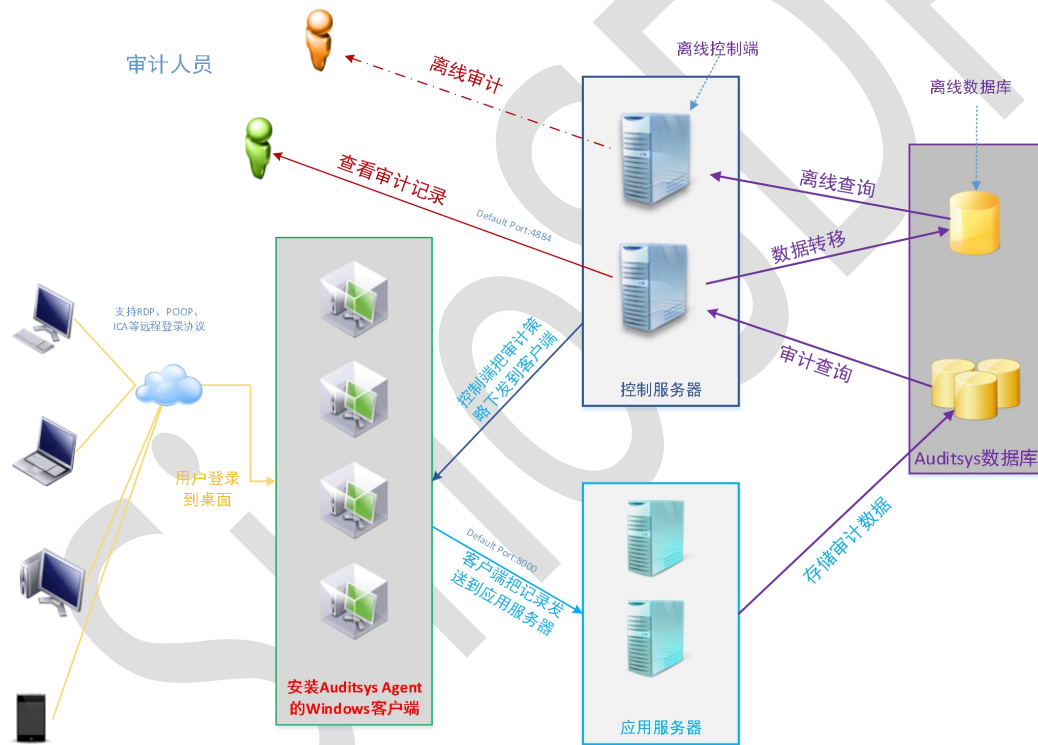 审计人员
离线审计
查看审计记录
Default Port:4884
离线控制端
离线数据库
离线查询
数据转移
审计查询
控制服务器
Auditsys数据库
支持RDP、PCIOP、
ICA等远程登录协议
用户登录
到桌面
控制端把审计策
略下发到客户端
Default Port:8000
客户端把记录发
送到应用服务器
存储审计数据
安装Auditsys Agent
的Windows客户端
应用服务器